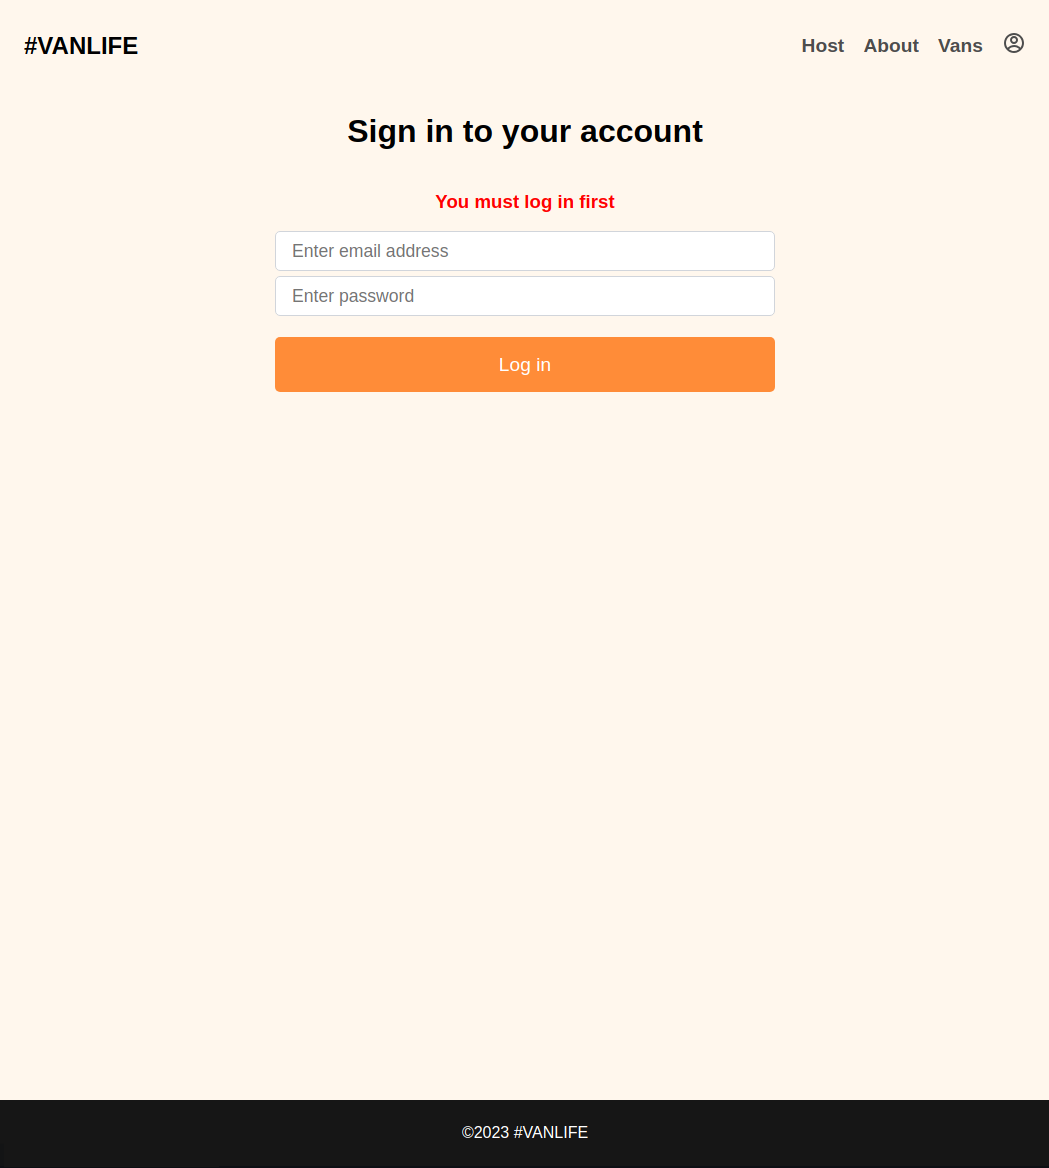 #VANLIFE
Host About Vans
Sign in to your account
You must log in first
Enter email address
Enter password
Log in
©2023 #VANLIFE